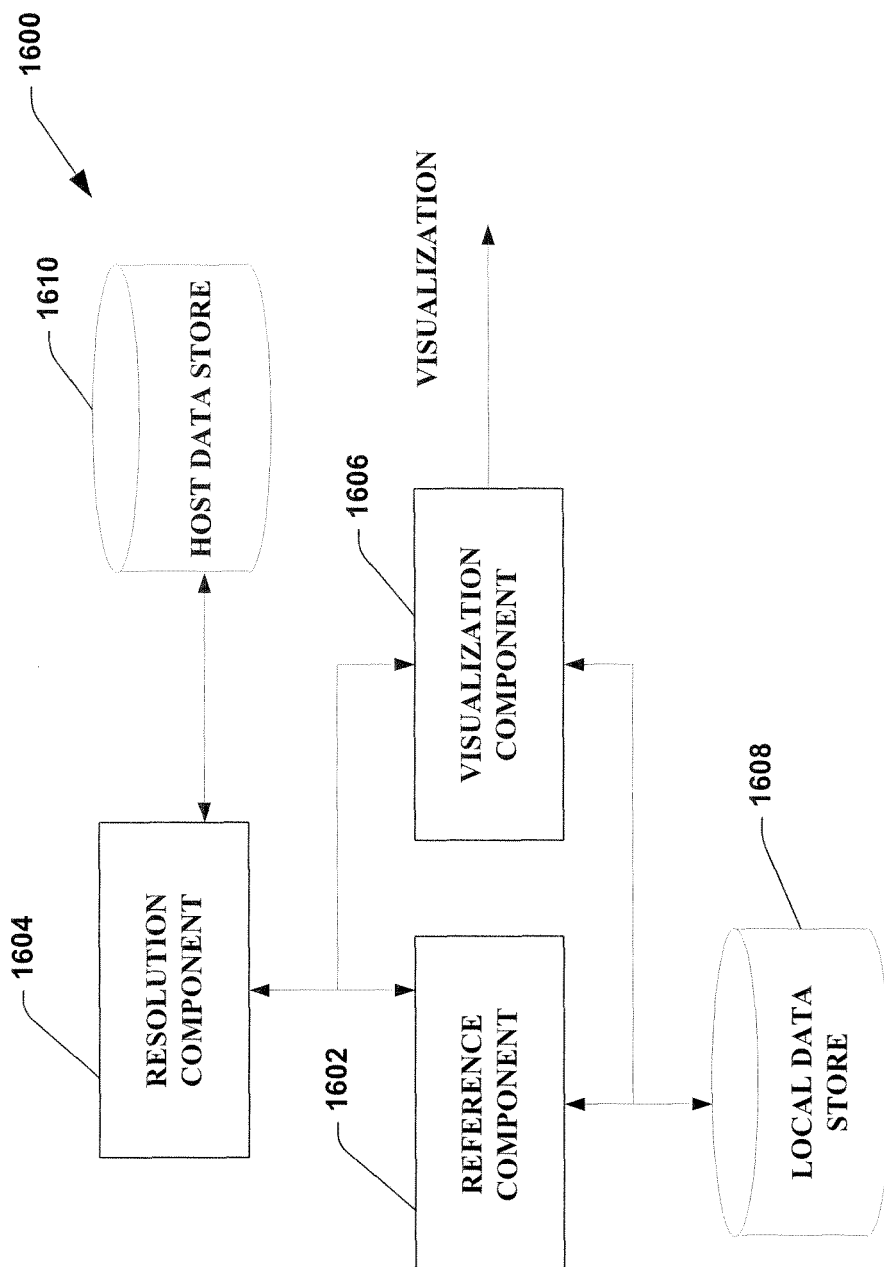 1600
1610
HOST DATA STORE
1604
RESOLUTION
COMPONENT
1606
VISUALIZATION
COMPONENT
VISUALIZATION
1602
REFERENCE
COMPONENT
1608
LOCAL DATA
STORE